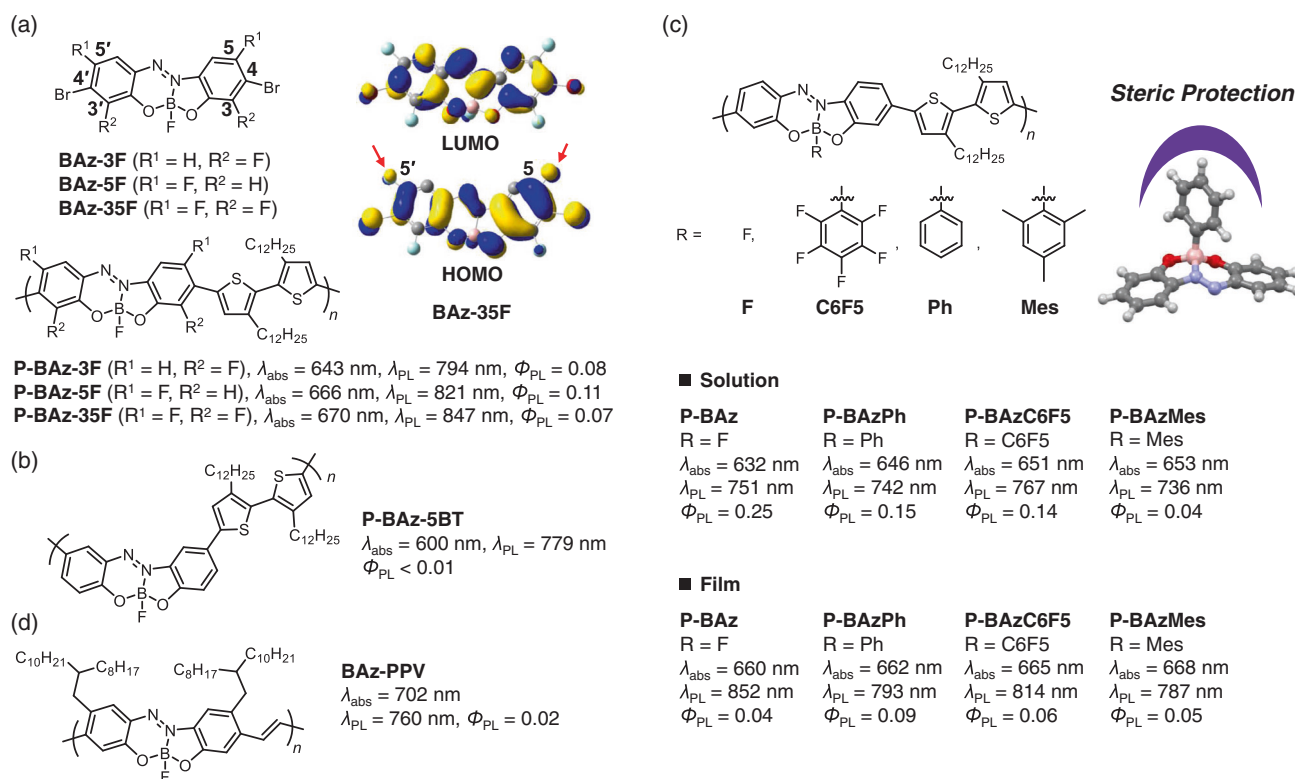 (a)
R¹ 5′ 5 R¹
4′ N N 4
Br Br
3′ O B O 3
R² F R²
BAz-3F (R¹ = H, R² = F)
BAz-5F (R¹ = F, R² = H)
BAz-35F (R¹ = F, R² = F)
LUMO
5′ 5
HOMO
BAz-35F
R¹ R¹ C₁₂H₂₅
N N S
S n
O B O
R² F R² C₁₂H₂₅
P-BAz-3F (R¹ = H, R² = F), λabs = 643 nm, λPL = 794 nm, ΦPL = 0.08
P-BAz-5F (R¹ = F, R² = H), λabs = 666 nm, λPL = 821 nm, ΦPL = 0.11
P-BAz-35F (R¹ = F, R² = F), λabs = 670 nm, λPL = 847 nm, ΦPL = 0.07
(b)
C₁₂H₂₅ n
S
S
N N C₁₂H₂₅
O B O
F
P-BAz-5BT
λabs = 600 nm, λPL = 779 nm
ΦPL < 0.01
(d)
C₁₀H₂₁ C₁₀H₂₁
C₈H₁₇ C₈H₁₇
N N
O B O n
F
BAz-PPV
λabs = 702 nm
λPL = 760 nm, ΦPL = 0.02
(c)
C₁₂H₂₅
N N S
S n
O B O
R C₁₂H₂₅
Steric Protection
R = F, F F F F F , ,
F C6F5 Ph Mes
■ Solution
P-BAz P-BAzPh P-BAzC6F5 P-BAzMes
R = F R = Ph R = C6F5 R = Mes
λabs = 632 nm λabs = 646 nm λabs = 651 nm λabs = 653 nm
λPL = 751 nm λPL = 742 nm λPL = 767 nm λPL = 736 nm
ΦPL = 0.25 ΦPL = 0.15 ΦPL = 0.14 ΦPL = 0.04
■ Film
P-BAz P-BAzPh P-BAzC6F5 P-BAzMes
R = F R = Ph R = C6F5 R = Mes
λabs = 660 nm λabs = 662 nm λabs = 665 nm λabs = 668 nm
λPL = 852 nm λPL = 793 nm λPL = 814 nm λPL = 787 nm
ΦPL = 0.04 ΦPL = 0.09 ΦPL = 0.06 ΦPL = 0.05